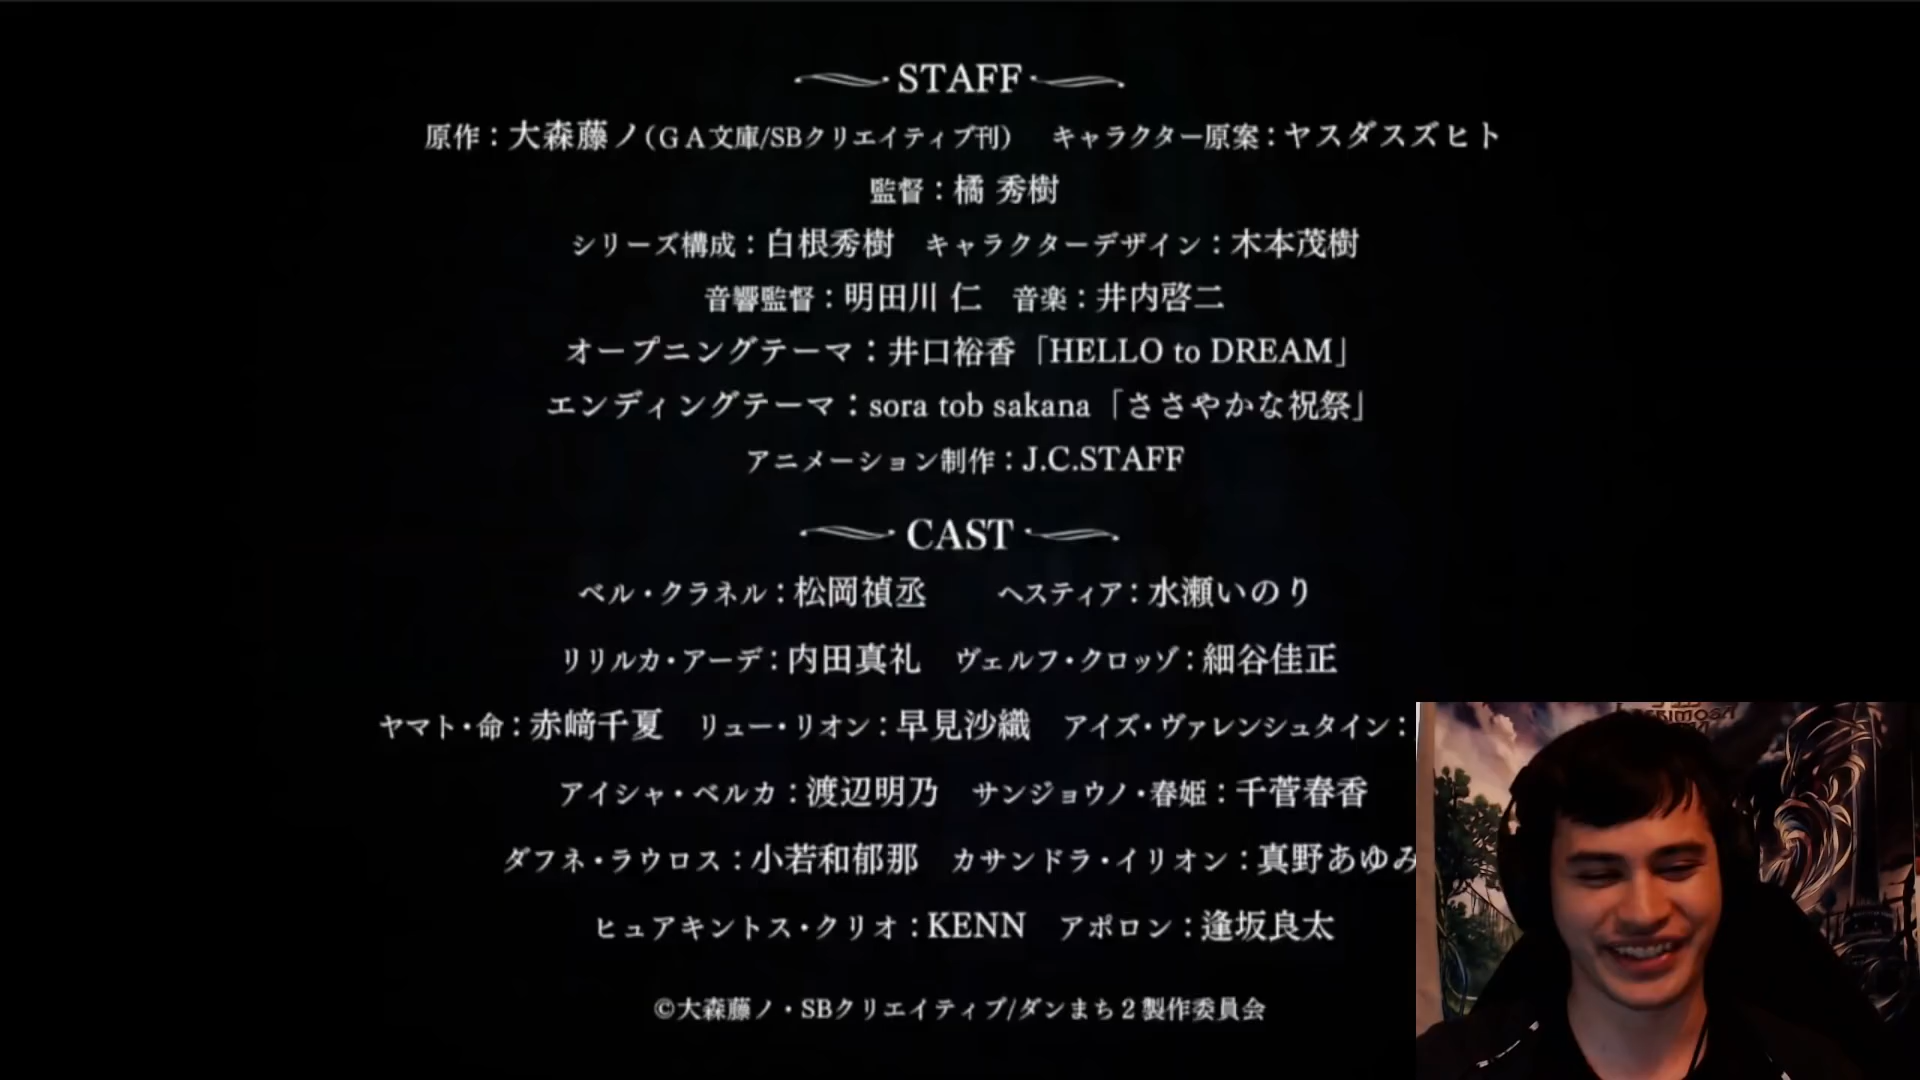 STAFF
原作：大森藤ノ（GA文庫/SBクリエイティブ刊） キャラクター原案：ヤスダスズヒト
監督：橘 秀樹
シリーズ構成：白根秀樹 キャラクターデザイン：木本茂樹
音響監督：明田川 仁 音楽：井内啓二
オープニングテーマ：井口裕香「HELLO to DREAM」
エンディングテーマ：sora tob sakana「ささやかな祝祭」
アニメーション制作：J.C.STAFF
CAST
ベル・クラネル：松岡禎丞 ヘスティア：水瀬いのり
リリルカ・アーデ：内田真礼 ヴェルフ・クロッゾ：細谷佳正
ヤマト・命：赤﨑千夏 リュー・リオン：早見沙織 アイズ・ヴァレンシュタイン：
アイシャ・ベルカ：渡辺明乃 サンジョウノ・春姫：千菅春香
ダフネ・ラウロス：小若和郁那 カサンドラ・イリオン：真野あゆみ
ヒュアキントス・クリオ：KENN アポロン：逢坂良太
©大森藤ノ・SBクリエイティブ/ダンまち2製作委員会